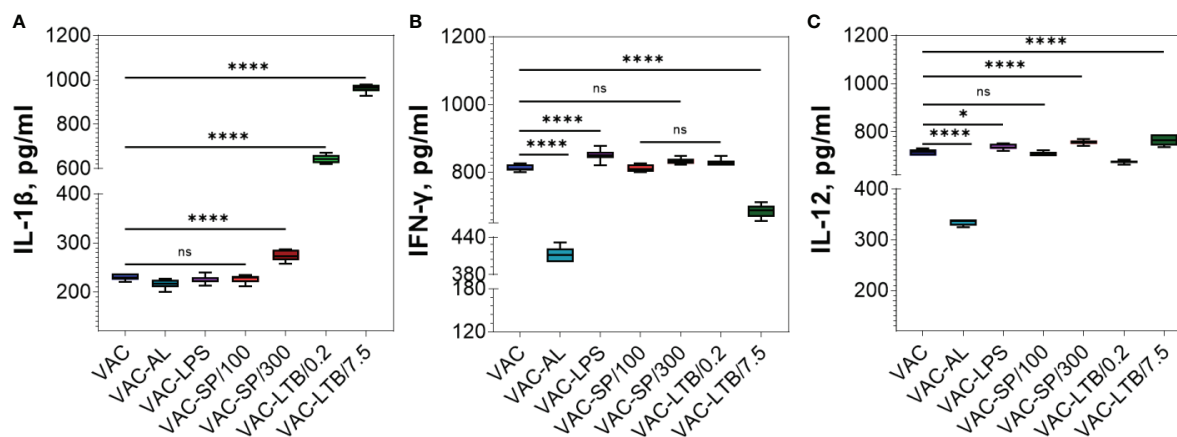 A
IL-1β, pg/ml
1200
1000
800
600
400
300
200
****
****
****
ns
VAC
VAC-AL
VAC-LPS
VAC-SP/100
VAC-SP/300
VAC-LTB/0.2
VAC-LTB/7.5
B
IFN-γ, pg/ml
1200
1000
800
440
380
180
120
****
ns
****
ns
****
VAC
VAC-AL
VAC-LPS
VAC-SP/100
VAC-SP/300
VAC-LTB/0.2
VAC-LTB/7.5
C
IL-12, pg/ml
1200
800
400
300
200
****
****
ns
*
****
VAC
VAC-AL
VAC-LPS
VAC-SP/100
VAC-SP/300
VAC-LTB/0.2
VAC-LTB/7.5